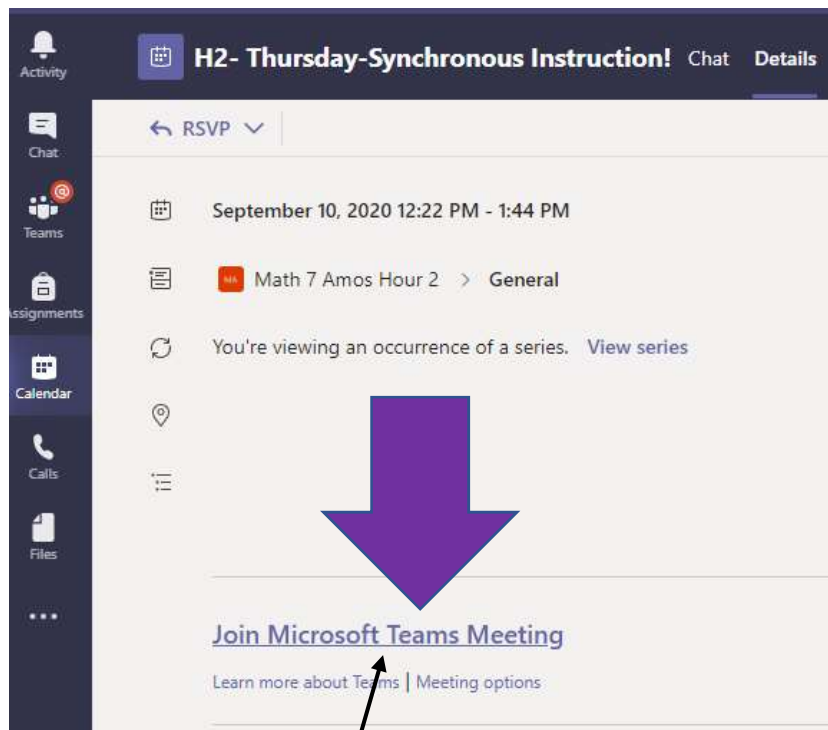 H2- Thursday-Synchronous Instruction! Chat Details
Activity
RSVP
Chat
September 10, 2020 12:22 PM - 1:44 PM
Teams
Math 7 Amos Hour 2 > General
ssignments
You're viewing an occurrence of a series. View series
Calendar
Calls
Files
Join Microsoft Teams Meeting
Learn more about Teams | Meeting options